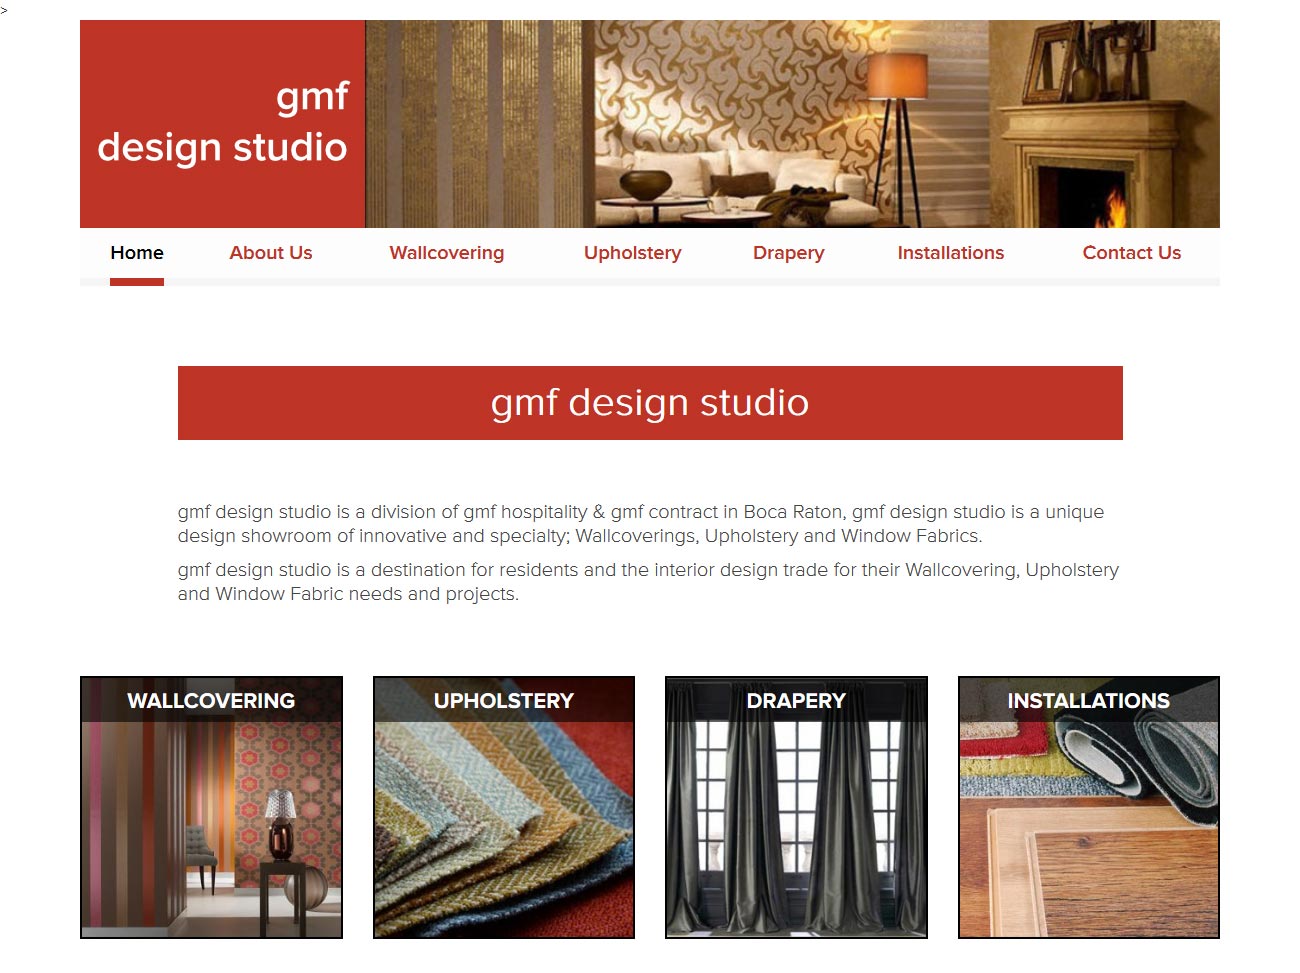 >
gmf
design studio
Home About Us Wallcovering Upholstery Drapery Installations Contact Us
gmf design studio
gmf design studio is a division of gmf hospitality & gmf contract in Boca Raton, gmf design studio is a unique
design showroom of innovative and specialty; Wallcoverings, Upholstery and Window Fabrics.
gmf design studio is a destination for residents and the interior design trade for their Wallcovering, Upholstery
and Window Fabric needs and projects.
WALLCOVERING UPHOLSTERY DRAPERY INSTALLATIONS